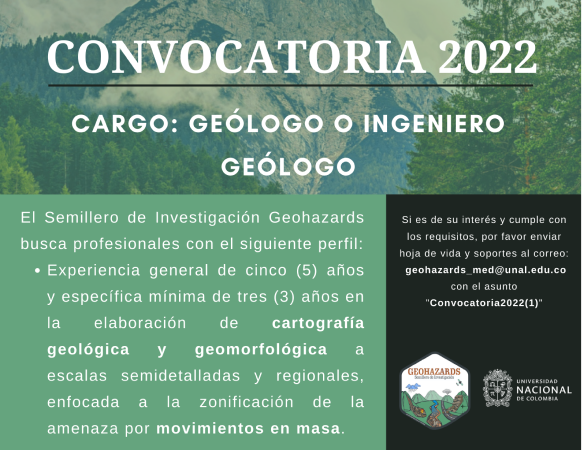 CONVOCATORIA 2022
CARGO: GEÓLOGO O INGENIERO
GEÓLOGO
El Semillero de Investigación Geohazards
busca profesionales con el siguiente perfil:
• Experiencia general de cinco (5) años
y específica mínima de tres (3) años en
la elaboración de cartografía
geológica y geomorfológica a
escalas semidetalladas y regionales,
enfocada a la zonificación de la
amenaza por movimientos en masa.
Si es de su interés y cumple con
los requisitos, por favor enviar
hoja de vida y soportes al correo:
geohazards_med@unal.edu.co
con el asunto
"Convocatoria2022(1)"
GEOHAZARDS
Semillero de Investigación
UNIVERSIDAD
NACIONAL
DE COLOMBIA